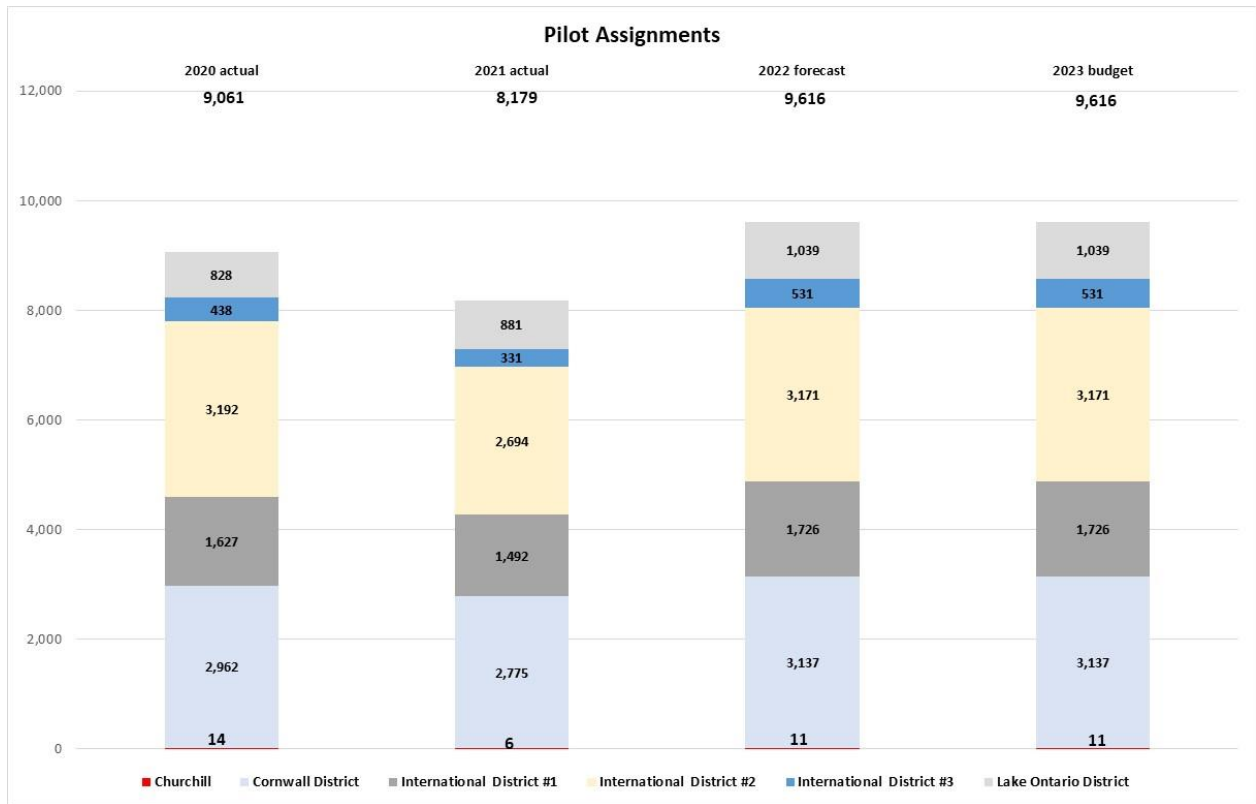 Pilot Assignments
2020 actual 2021 actual 2022 forecast 2023 budget
9,061 8,179 9,616 9,616
12,000
10,000
1,039 1,039
828
531 531
438
881
8,000
331
3,192 3,171 3,171
2,694
6,000
4,000
1,726 1,726
1,627
1,492
2,962 3,137 3,137
2,775
2,000
14 6 11 11
0
Churchill Cornwall District International District #1 International District #2 International District #3 Lake Ontario District